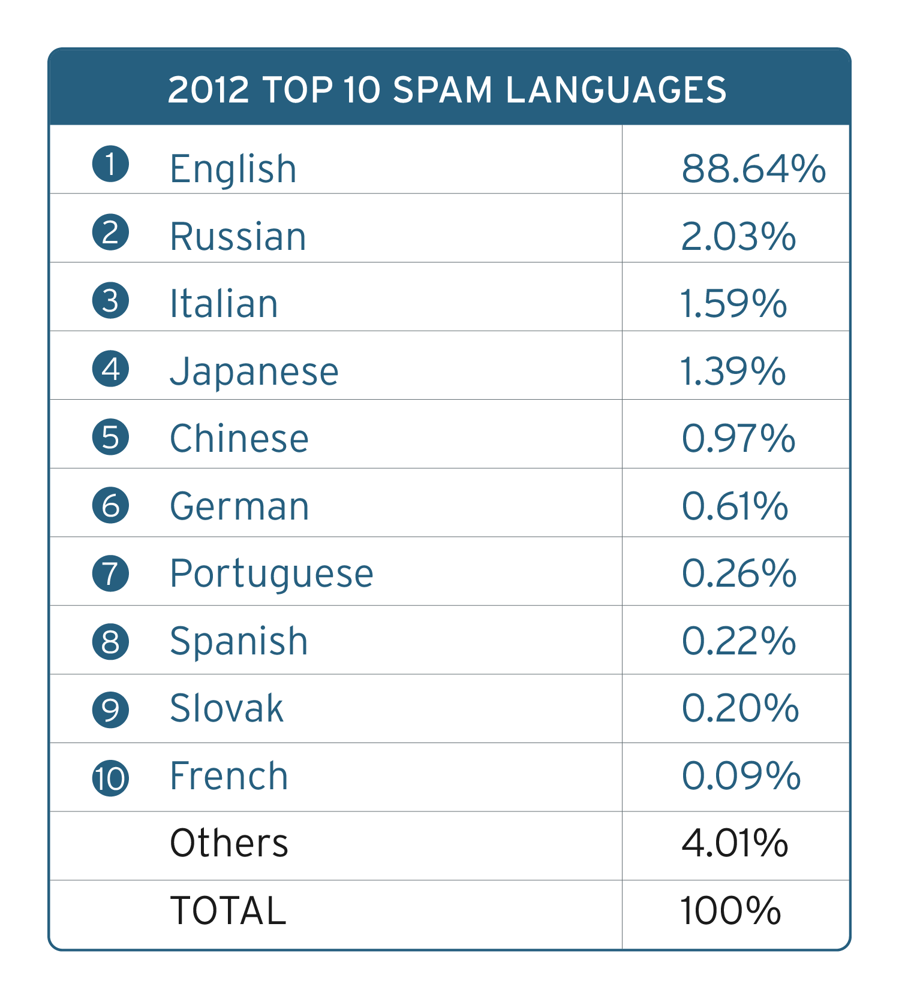 2012 TOP 10 SPAM LANGUAGES
1 English 88.64%
2 Russian 2.03%
3 Italian 1.59%
4 Japanese 1.39%
5 Chinese 0.97%
6 German 0.61%
7 Portuguese 0.26%
8 Spanish 0.22%
9 Slovak 0.20%
10 French 0.09%
Others 4.01%
TOTAL 100%